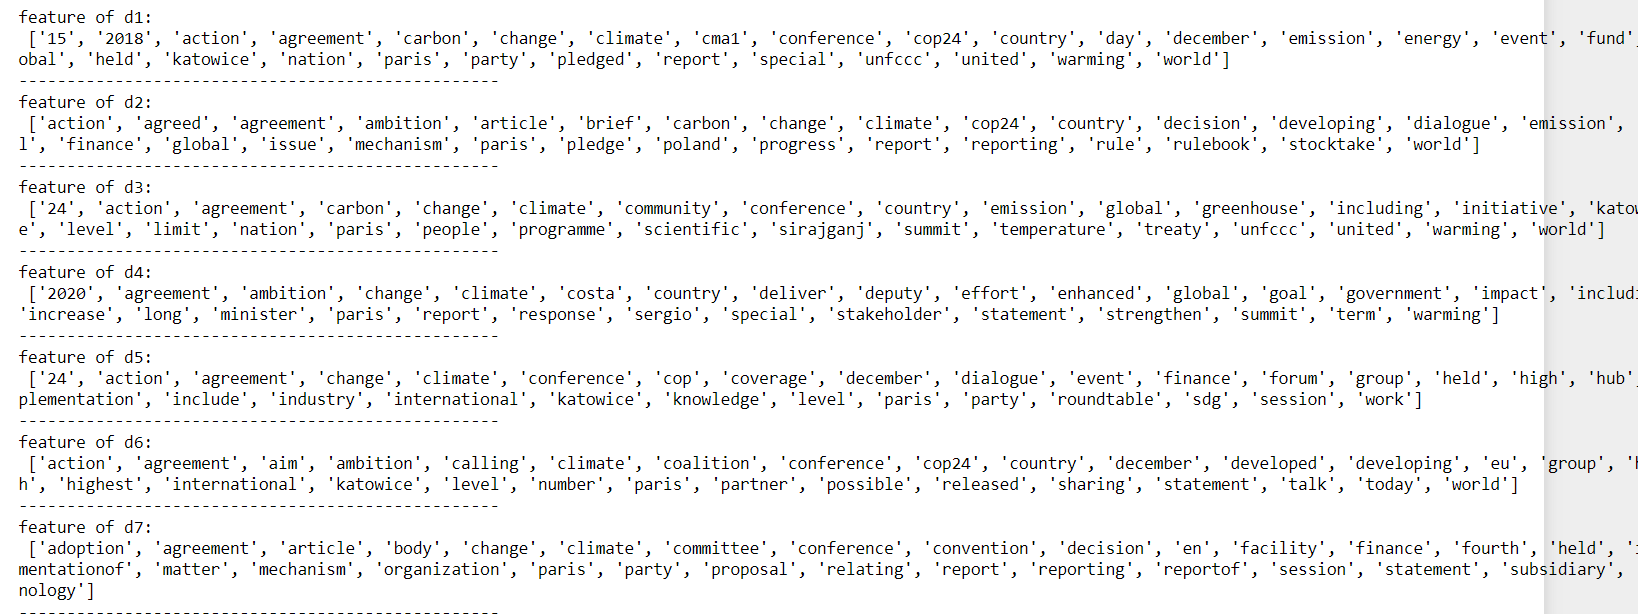 feature of d1:
['15', '2018', 'action', 'agreement', 'carbon', 'change', 'climate', 'cma1', 'conference', 'cop24', 'country', 'day', 'december', 'emission', 'energy', 'event', 'fund'
obal', 'held', 'katowice', 'nation', 'paris', 'party', 'pledged', 'report', 'special', 'unfccc', 'united', 'warming', 'world']
--------------------------------------------------
feature of d2:
['action', 'agreed', 'agreement', 'ambition', 'article', 'brief', 'carbon', 'change', 'climate', 'cop24', 'country', 'decision', 'developing', 'dialogue', 'emission',
l', 'finance', 'global', 'issue', 'mechanism', 'paris', 'pledge', 'poland', 'progress', 'report', 'reporting', 'rule', 'rulebook', 'stocktake', 'world']
--------------------------------------------------
feature of d3:
['24', 'action', 'agreement', 'carbon', 'change', 'climate', 'community', 'conference', 'country', 'emission', 'global', 'greenhouse', 'including', 'initiative', 'katow
e', 'level', 'limit', 'nation', 'paris', 'people', 'programme', 'scientific', 'sirajganj', 'summit', 'temperature', 'treaty', 'unfccc', 'united', 'warming', 'world']
--------------------------------------------------
feature of d4:
['2020', 'agreement', 'ambition', 'change', 'climate', 'costa', 'country', 'deliver', 'deputy', 'effort', 'enhanced', 'global', 'goal', 'government', 'impact', 'includi
'increase', 'long', 'minister', 'paris', 'report', 'response', 'sergio', 'special', 'stakeholder', 'statement', 'strengthen', 'summit', 'term', 'warming']
--------------------------------------------------
feature of d5:
['24', 'action', 'agreement', 'change', 'climate', 'conference', 'cop', 'coverage', 'december', 'dialogue', 'event', 'finance', 'forum', 'group', 'held', 'high', 'hub'
plementation', 'include', 'industry', 'international', 'katowice', 'knowledge', 'level', 'paris', 'party', 'roundtable', 'sdg', 'session', 'work']
--------------------------------------------------
feature of d6:
['action', 'agreement', 'aim', 'ambition', 'calling', 'climate', 'coalition', 'conference', 'cop24', 'country', 'december', 'developed', 'developing', 'eu', 'group',
h', 'highest', 'international', 'katowice', 'level', 'number', 'paris', 'partner', 'possible', 'released', 'sharing', 'statement', 'talk', 'today', 'world']
--------------------------------------------------
feature of d7:
['adoption', 'agreement', 'article', 'body', 'change', 'climate', 'committee', 'conference', 'convention', 'decision', 'en', 'facility', 'finance', 'fourth', 'held',
mentationof', 'matter', 'mechanism', 'organization', 'paris', 'party', 'proposal', 'relating', 'report', 'reporting', 'reportof', 'session', 'statement', 'subsidiary',
nology']
--------------------------------------------------